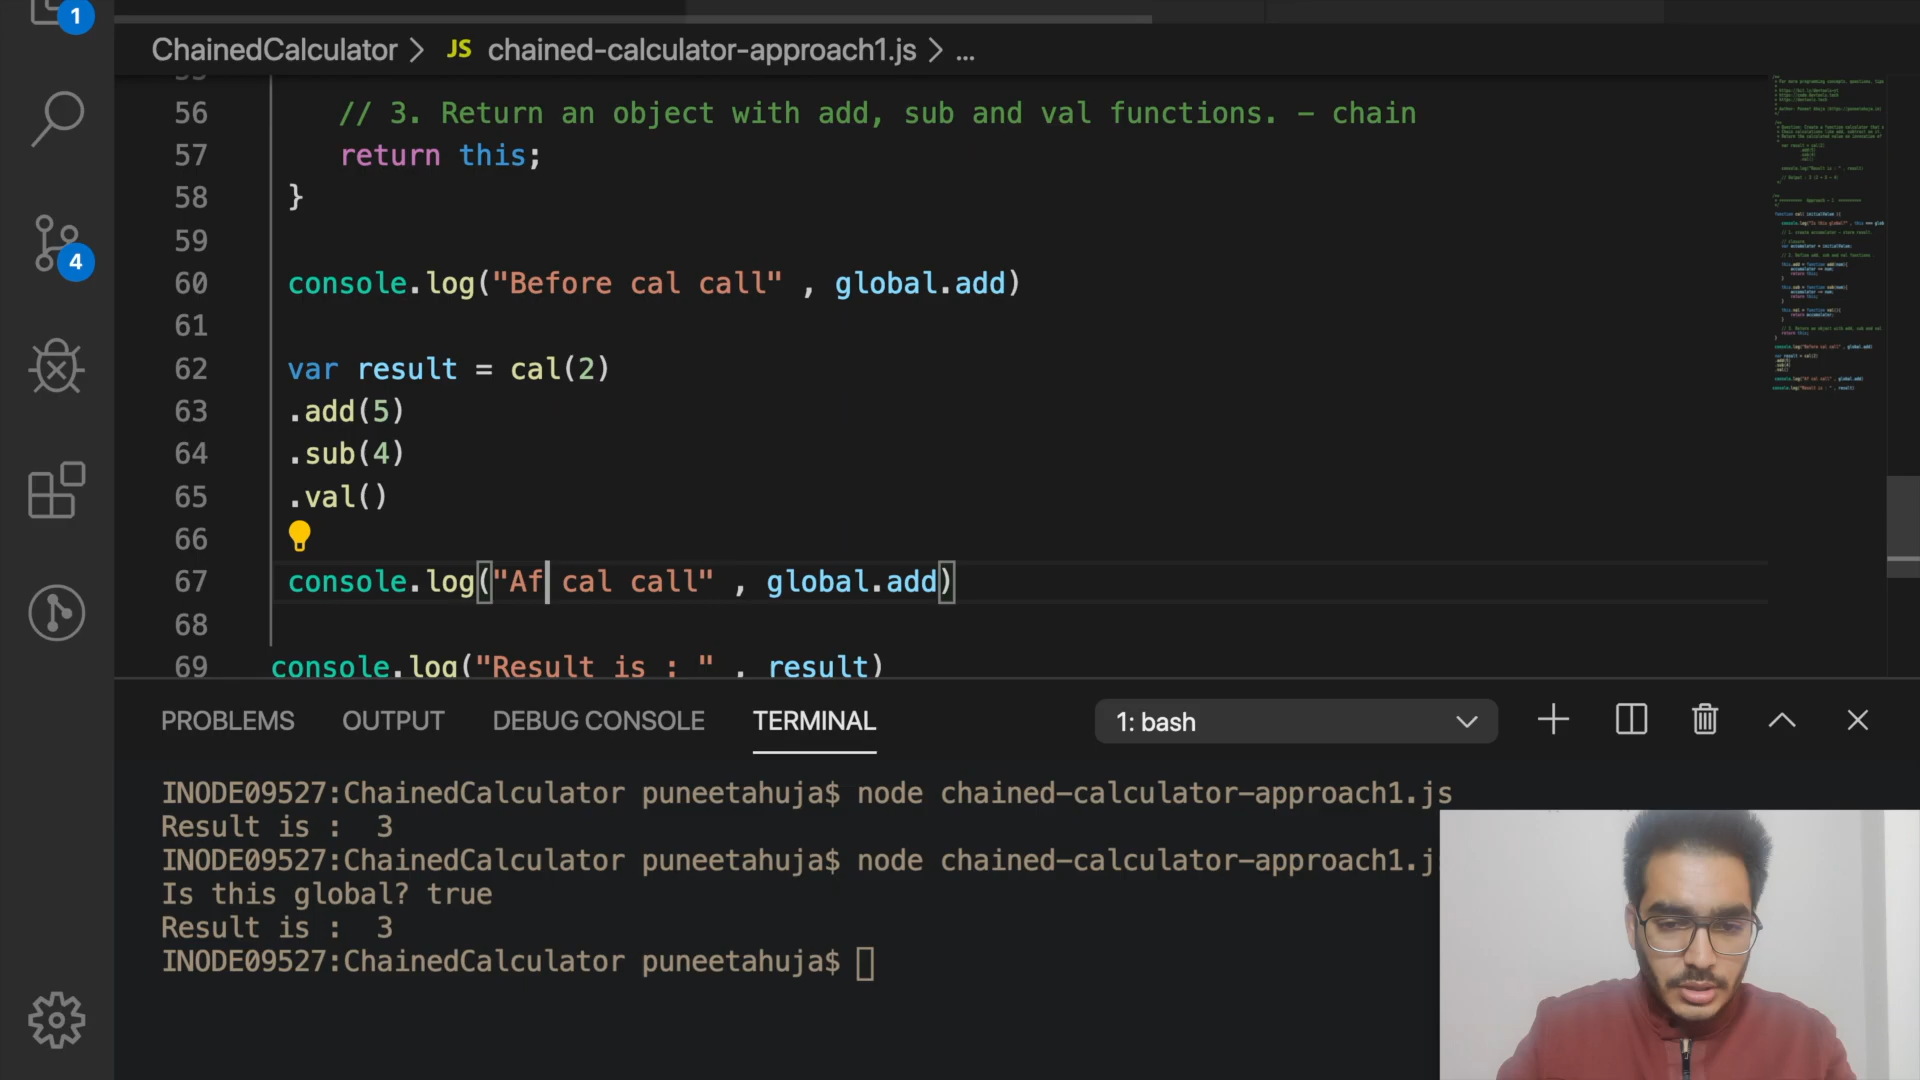 1
ChainedCalculator > JS chained-calculator-approach1.js > ...
56 // 3. Return an object with add, sub and val functions. – chain
57 return this;
58 }
59
60 console.log("Before cal call" , global.add)
61
62 var result = cal(2)
63 .add(5)
64 .sub(4)
65 .val()
66
67 console.log("Af cal call" , global.add)
68
69 console.log("Result is : " , result)
4
PROBLEMS OUTPUT DEBUG CONSOLE TERMINAL 1: bash
INODE09527:ChainedCalculator puneetahuja$ node chained-calculator-approach1.js
Result is :  3
INODE09527:ChainedCalculator puneetahuja$ node chained-calculator-approach1.j
Is this global? true
Result is :  3
INODE09527:ChainedCalculator puneetahuja$